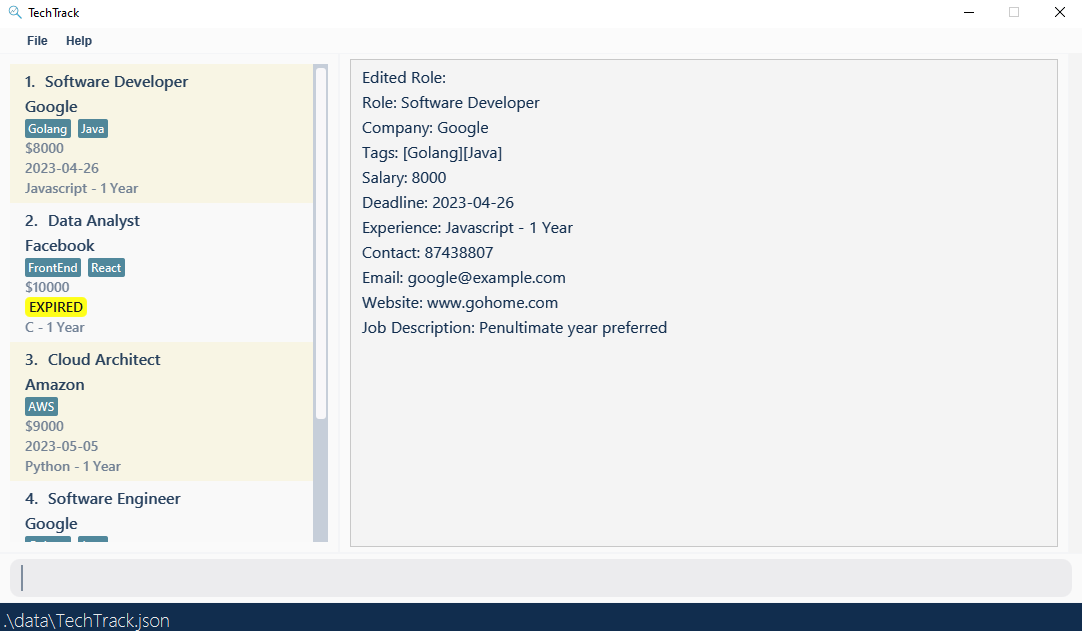 TechTrack
File Help
1. Software Developer
Google
Golang Java
$8000
2023-04-26
Javascript - 1 Year
2. Data Analyst
Facebook
FrontEnd React
$10000
EXPIRED
C - 1 Year
3. Cloud Architect
Amazon
AWS
$9000
2023-05-05
Python - 1 Year
4. Software Engineer
Google
Edited Role:
Role: Software Developer
Company: Google
Tags: [Golang][Java]
Salary: 8000
Deadline: 2023-04-26
Experience: Javascript - 1 Year
Contact: 87438807
Email: google@example.com
Website: www.gohome.com
Job Description: Penultimate year preferred
.\data\TechTrack.json